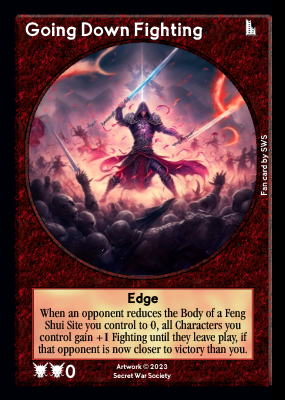 Going Down Fighting
Fan card by SWS
Edge
When an opponent reduces the Body of a Feng
Shui Site you control to 0, all Characters you
control gain +1 Fighting until they leave play, if
that opponent is now closer to victory than you.
0
Artwork © 2023
Secret War Society